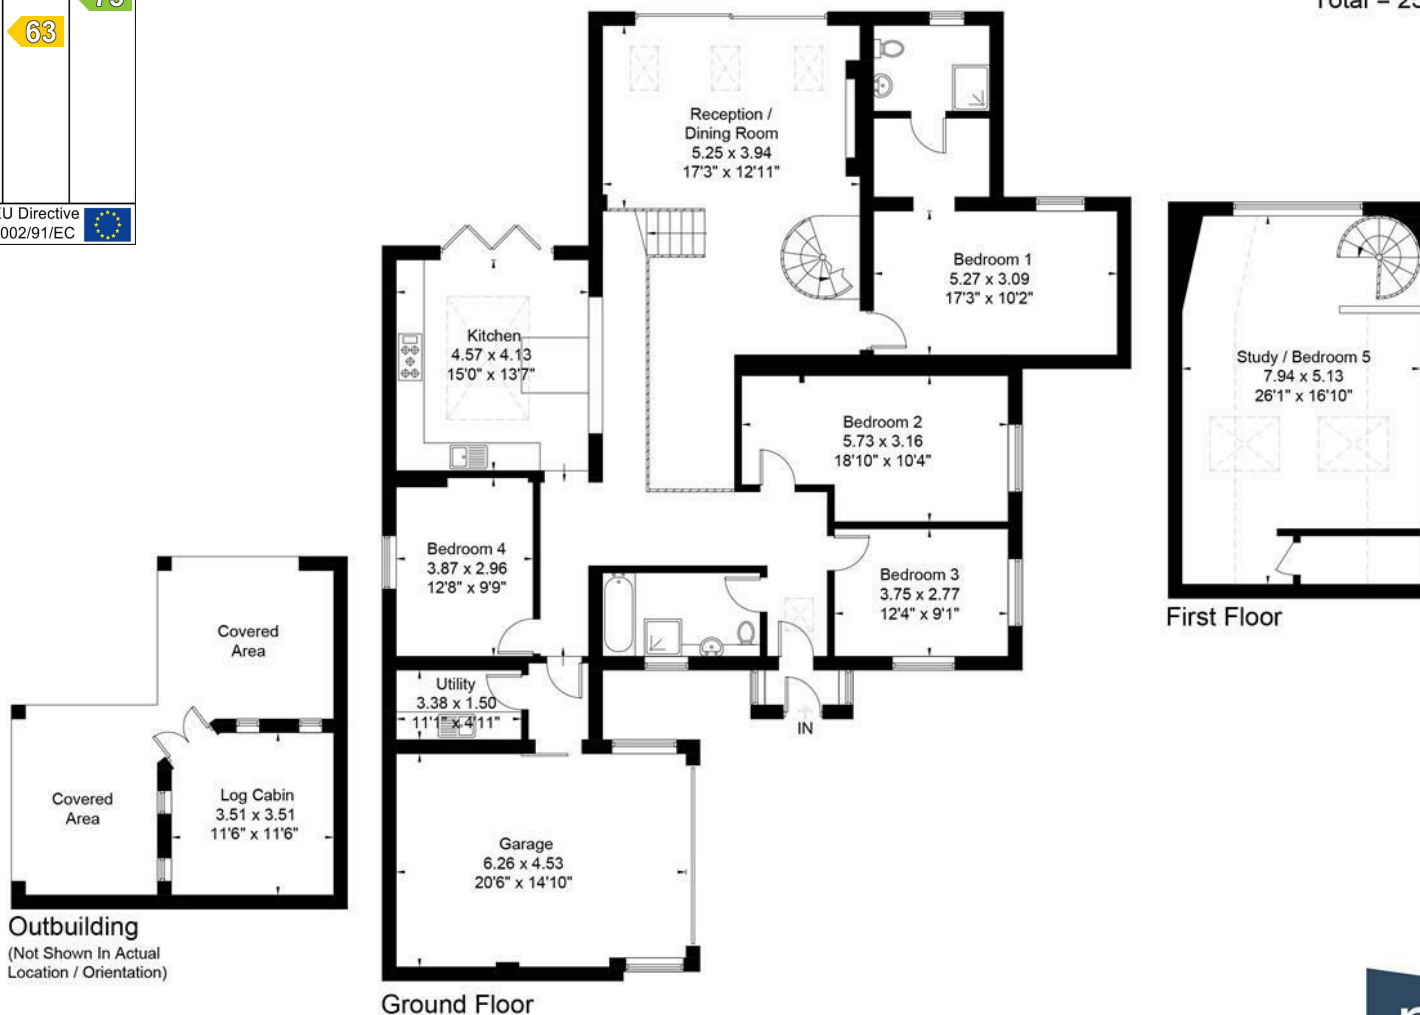 63
EU Directive
2002/91/EC
Reception /
Dining Room
5.25 x 3.94
17'3" x 12'11"
Bedroom 1
5.27 x 3.09
17'3" x 10'2"
Kitchen
4.57 x 4.13
15'0" x 13'7"
Study / Bedroom 5
7.94 x 5.13
26'1" x 16'10"
Bedroom 2
5.73 x 3.16
18'10" x 10'4"
Bedroom 4
3.87 x 2.96
12'8" x 9'9"
Bedroom 3
3.75 x 2.77
12'4" x 9'1"
First Floor
Covered
Area
Utility
3.38 x 1.50
11'1" x 4'11"
IN
Covered
Area
Log Cabin
3.51 x 3.51
11'6" x 11'6"
Garage
6.26 x 4.53
20'6" x 14'10"
Outbuilding
(Not Shown In Actual
Location / Orientation)
Ground Floor